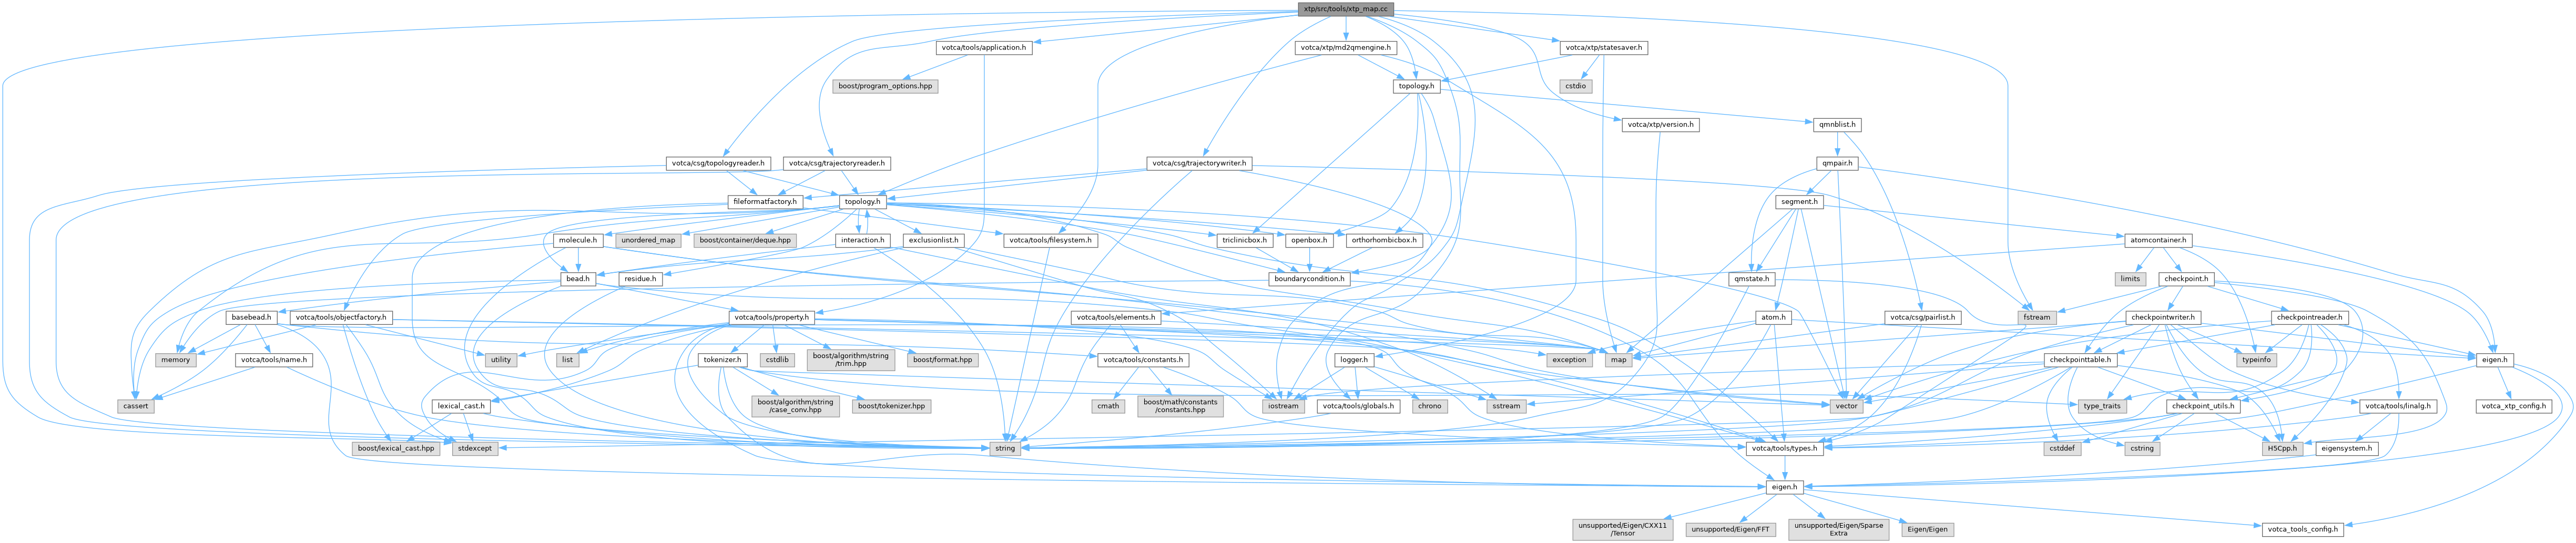 xtp/src/tools/xtp_map.cc
votca/tools/application.h
votca/xtp/md2qmengine.h
votca/xtp/statesaver.h
boost/program_options.hpp
topology.h
cstdio
votca/xtp/version.h
qmnblist.h
votca/csg/topologyreader.h
votca/csg/trajectoryreader.h
votca/csg/trajectorywriter.h
qmpair.h
fileformatfactory.h
topology.h
segment.h
molecule.h
unordered_map
boost/container/deque.hpp
interaction.h
exclusionlist.h
votca/tools/filesystem.h
triclinicbox.h
openbox.h
orthorhombicbox.h
atomcontainer.h
bead.h
residue.h
boundarycondition.h
qmstate.h
limits
checkpoint.h
basebead.h
votca/tools/objectfactory.h
votca/tools/property.h
votca/tools/elements.h
atom.h
votca/csg/pairlist.h
fstream
checkpointwriter.h
checkpointreader.h
memory
votca/tools/name.h
utility
list
tokenizer.h
cstdlib
boost/algorithm/string
/trim.hpp
boost/format.hpp
votca/tools/constants.h
logger.h
exception
map
checkpointtable.h
typeinfo
eigen.h
cassert
lexical_cast.h
boost/algorithm/string
/case_conv.hpp
boost/tokenizer.hpp
cmath
boost/math/constants
/constants.hpp
iostream
votca/tools/globals.h
chrono
sstream
vector
type_traits
checkpoint_utils.h
votca/tools/linalg.h
votca_xtp_config.h
boost/lexical_cast.hpp
stdexcept
string
votca/tools/types.h
cstddef
cstring
H5Cpp.h
eigensystem.h
eigen.h
unsupported/Eigen/CXX11
/Tensor
unsupported/Eigen/FFT
unsupported/Eigen/Sparse
Extra
Eigen/Eigen
votca_tools_config.h